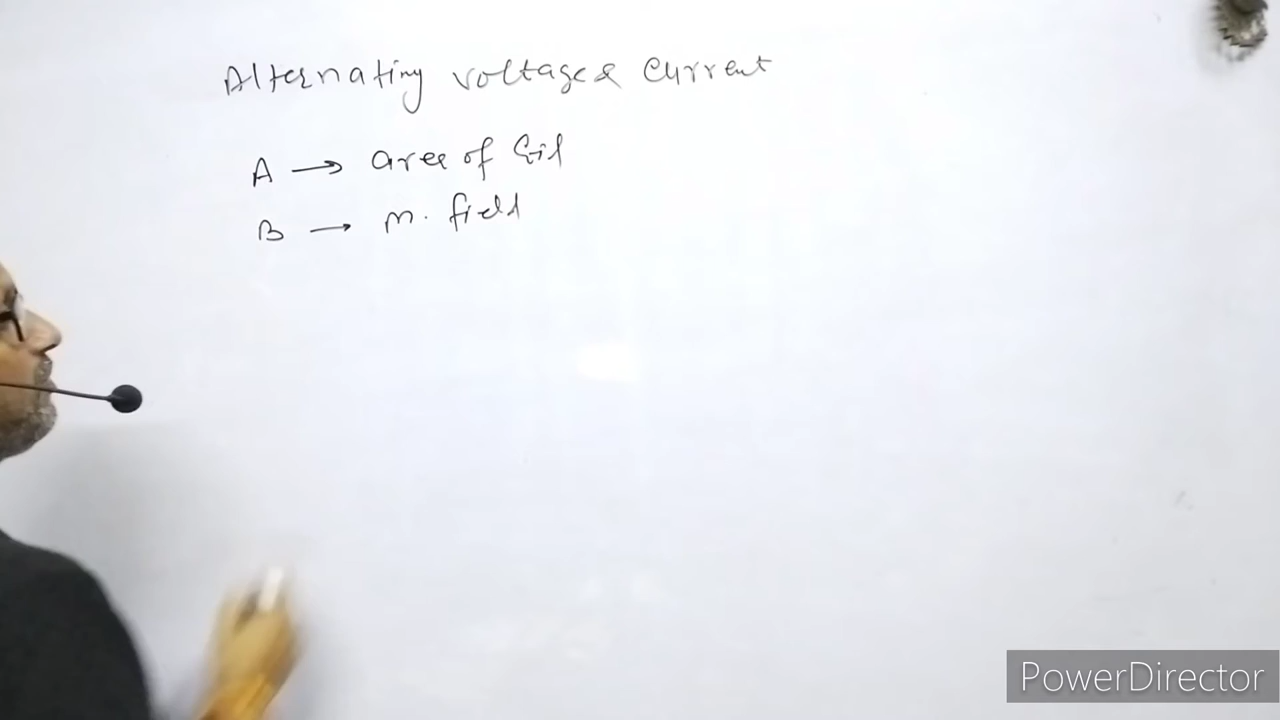 Alternating voltage & Current
A → area of Coil
B → m. field
PowerDirector